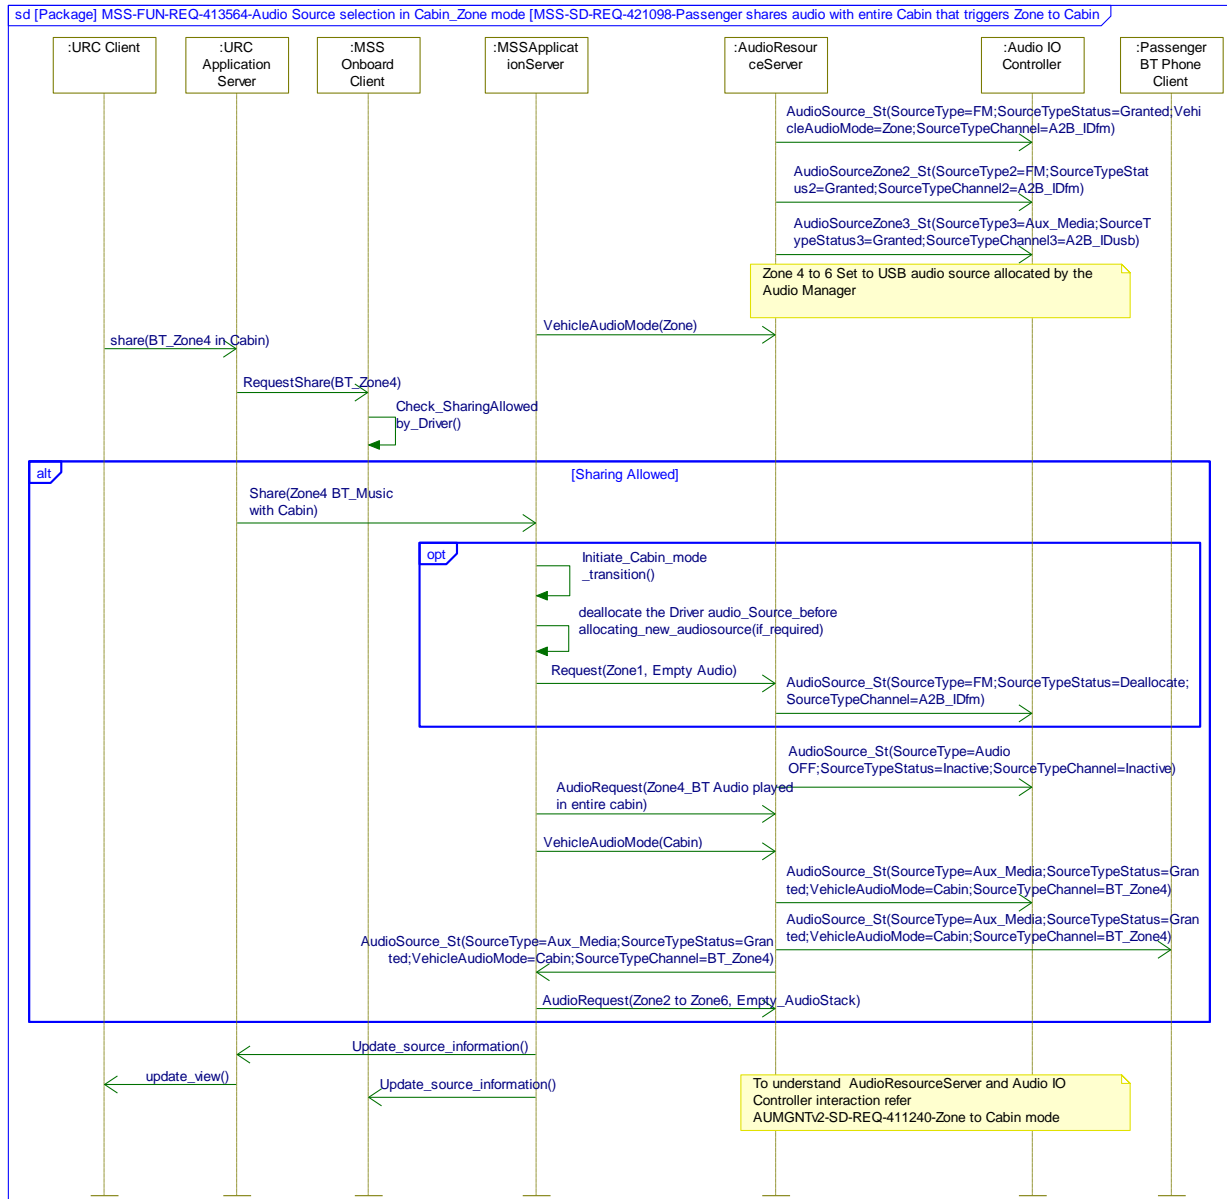 sd [Package] MSS-FUN-REQ-413564-Audio Source selection in Cabin_Zone mode [MSS-SD-REQ-421098-Passenger shares audio with entire Cabin that triggers Zone to Cabin
:URC Client
:URC
Application
Server
:MSS
Onboard
Client
:MSSApplicat
ionServer
:AudioResour
ceServer
:Audio IO
Controller
:Passenger
BT Phone
Client
AudioSource_St(SourceType=FM;SourceTypeStatus=Granted;Vehi
cleAudioMode=Zone;SourceTypeChannel=A2B_IDfm)
AudioSourceZone2_St(SourceType2=FM;SourceTypeStat
us2=Granted;SourceTypeChannel2=A2B_IDfm)
AudioSourceZone3_St(SourceType3=Aux_Media;SourceT
ypeStatus3=Granted;SourceTypeChannel3=A2B_IDusb)
Zone 4 to 6 Set to USB audio source allocated by the
Audio Manager
VehicleAudioMode(Zone)
share(BT_Zone4 in Cabin)
RequestShare(BT_Zone4)
Check_SharingAllowed
by_Driver()
alt
[Sharing Allowed]
Share(Zone4 BT_Music
with Cabin)
opt
Initiate_Cabin_mode
_transition()
deallocate the Driver audio_Source_before
allocating_new_audiosource(if_required)
Request(Zone1, Empty Audio)
AudioSource_St(SourceType=FM;SourceTypeStatus=Deallocate;
SourceTypeChannel=A2B_IDfm)
AudioSource_St(SourceType=Audio
OFF;SourceTypeStatus=Inactive;SourceTypeChannel=Inactive)
AudioRequest(Zone4_BT Audio played
in entire cabin)
VehicleAudioMode(Cabin)
AudioSource_St(SourceType=Aux_Media;SourceTypeStatus=Gran
ted;VehicleAudioMode=Cabin;SourceTypeChannel=BT_Zone4)
AudioSource_St(SourceType=Aux_Media;SourceTypeStatus=Gran
ted;VehicleAudioMode=Cabin;SourceTypeChannel=BT_Zone4)
AudioSource_St(SourceType=Aux_Media;SourceTypeStatus=Gran
ted;VehicleAudioMode=Cabin;SourceTypeChannel=BT_Zone4)
AudioRequest(Zone2 to Zone6, Empty_AudioStack)
Update_source_information()
update_view()
Update_source_information()
To understand  AudioResourceServer and Audio IO
Controller interaction refer
AUMGNTv2-SD-REQ-411240-Zone to Cabin mode